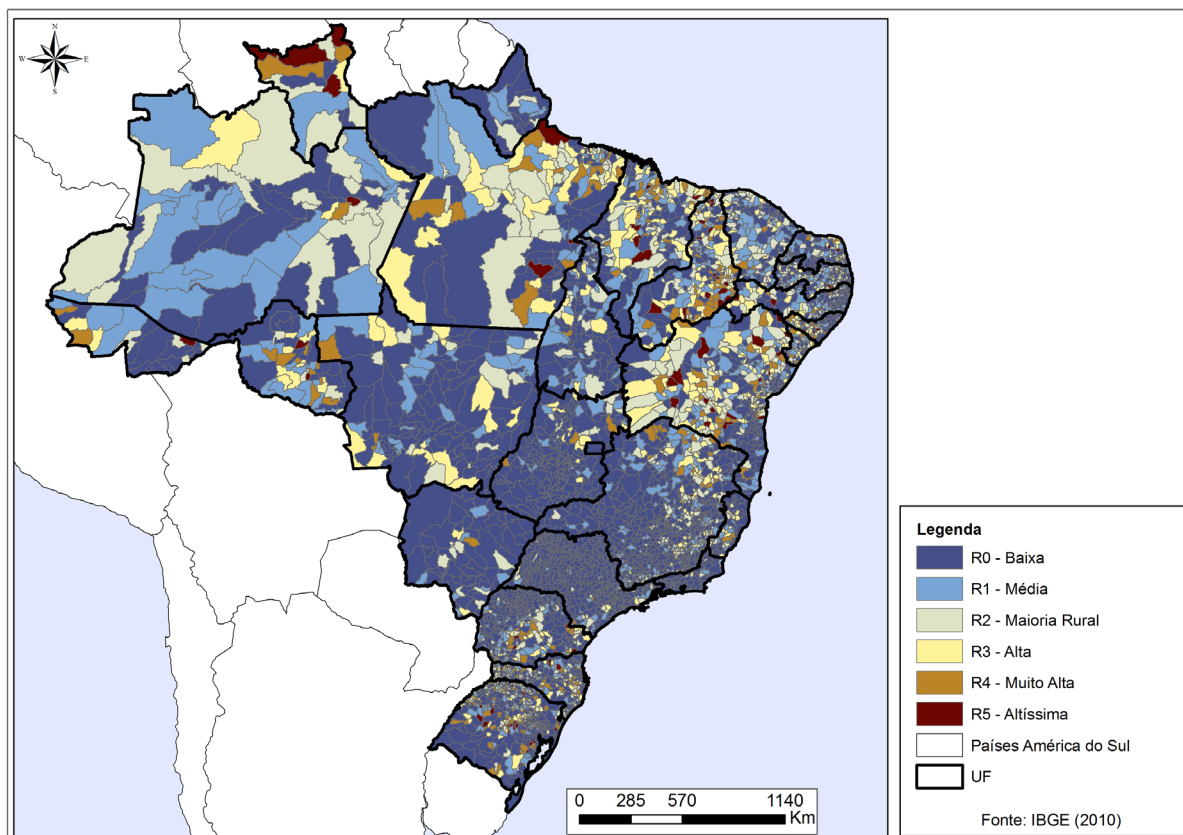 N
W
E
S
Legenda
R0 - Baixa
R1 - Média
R2 - Maioria Rural
R3 - Alta
R4 - Muito Alta
R5 - Altíssima
Países América do Sul
UF
0 285 570 1140
Km
Fonte: IBGE (2010)